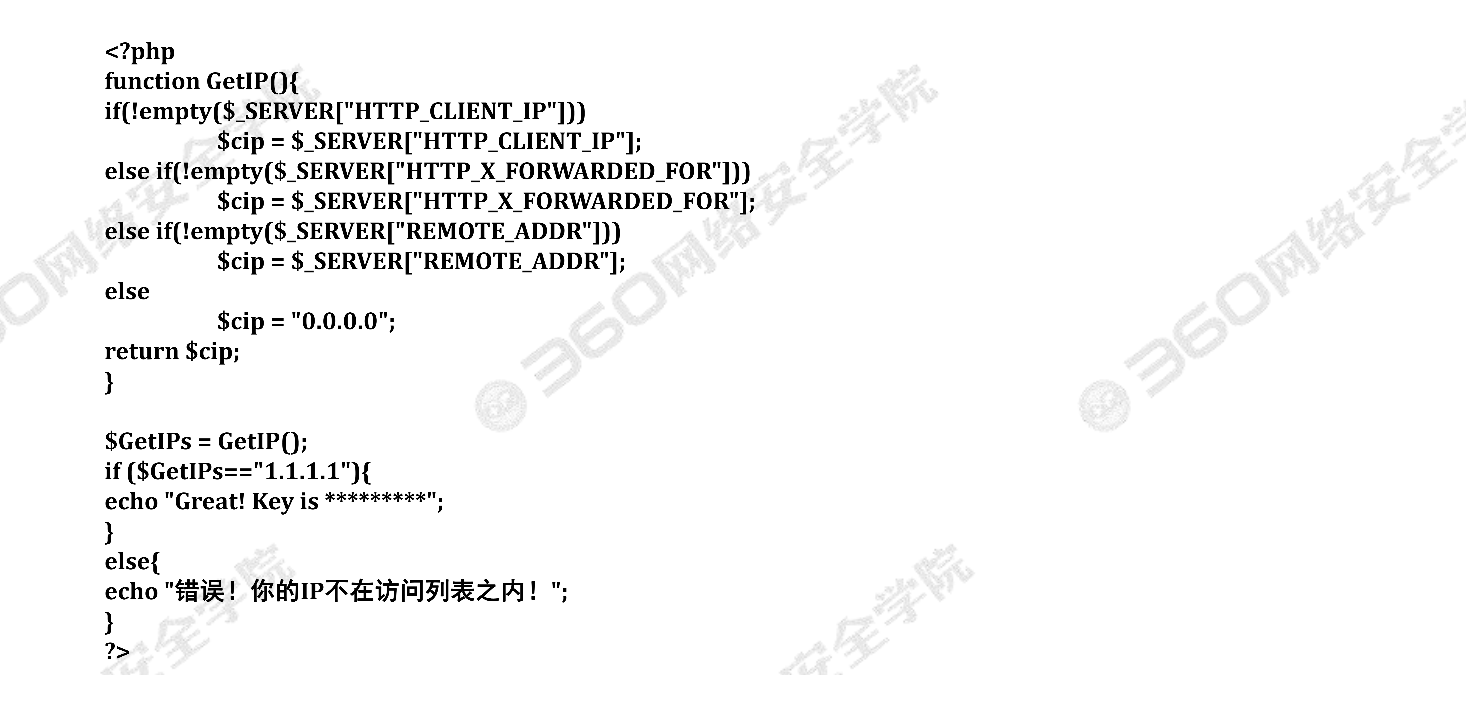 <?php
function GetIP(){
if(!empty($_SERVER["HTTP_CLIENT_IP"]))
$cip = $_SERVER["HTTP_CLIENT_IP"];
else if(!empty($_SERVER["HTTP_X_FORWARDED_FOR"]))
$cip = $_SERVER["HTTP_X_FORWARDED_FOR"];
else if(!empty($_SERVER["REMOTE_ADDR"]))
$cip = $_SERVER["REMOTE_ADDR"];
else
$cip = "0.0.0.0";
return $cip;
}
$GetIPs = GetIP();
if ($GetIPs=="1.1.1.1"){
echo "Great! Key is *********";
}
else{
echo "错误！你的IP不在访问列表之内！";
}
?>
360网络安全学院
360网络安全学院
360网络安全学院
安全学院
安全学院